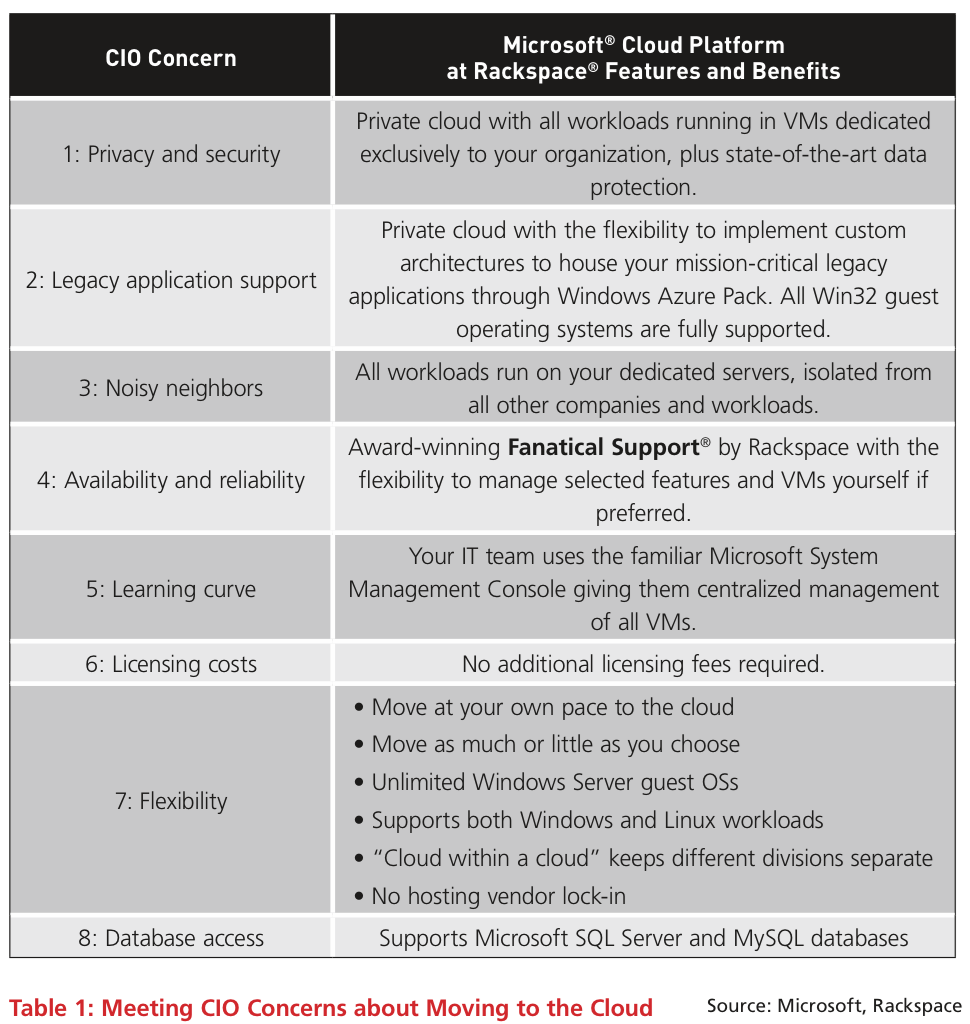 CIO Concern
Microsoft® Cloud Platform
at Rackspace® Features and Benefits
1: Privacy and security
Private cloud with all workloads running in VMs dedicated
exclusively to your organization, plus state-of-the-art data
protection.
2: Legacy application support
Private cloud with the flexibility to implement custom
architectures to house your mission-critical legacy
applications through Windows Azure Pack. All Win32 guest
operating systems are fully supported.
3: Noisy neighbors
All workloads run on your dedicated servers, isolated from
all other companies and workloads.
4: Availability and reliability
Award-winning Fanatical Support® by Rackspace with the
flexibility to manage selected features and VMs yourself if
preferred.
5: Learning curve
Your IT team uses the familiar Microsoft System
Management Console giving them centralized management
of all VMs.
6: Licensing costs
No additional licensing fees required.
7: Flexibility
• Move at your own pace to the cloud
• Move as much or little as you choose
• Unlimited Windows Server guest OSs
• Supports both Windows and Linux workloads
• “Cloud within a cloud” keeps different divisions separate
• No hosting vendor lock-in
8: Database access
Supports Microsoft SQL Server and MySQL databases
Table 1: Meeting CIO Concerns about Moving to the Cloud
Source: Microsoft, Rackspace